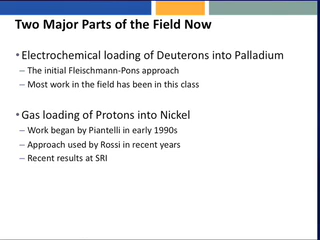 Two Major Parts of the Field Now
• Electrochemical loading of Deuterons into Palladium
– The initial Fleischmann-Pons approach
– Most work in the field has been in this class
• Gas loading of Protons into Nickel
– Work began by Piantelli in early 1990s
– Approach used by Rossi in recent years
– Recent results at SRI